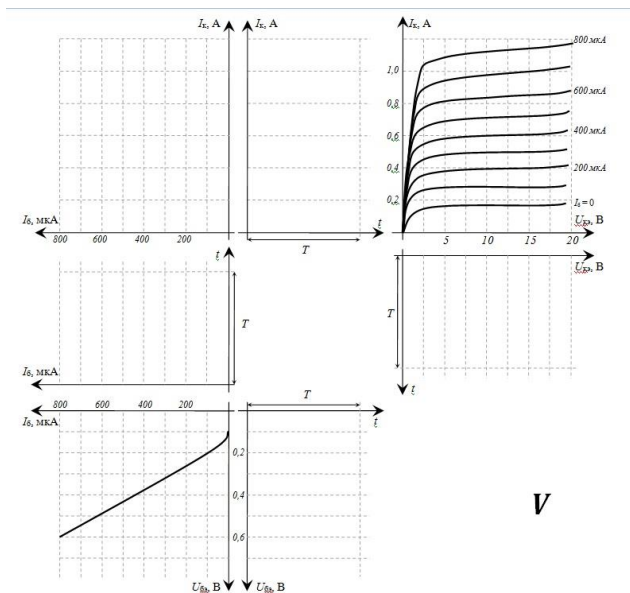 Iк, А
Iк, А
Iк, А
800 мкА
1,0
0,8
600 мкА
0,6
400 мкА
0,4
200 мкА
0,2
Iб = 0
Iб, мкА
800 600 400 200
t
T
t
5 10 15 20
Uкэ, В
Uкэ, В
T
T
t
Iб, мкА
T
800 600 400 200
Iб, мкА
t
0,2
0,4
V
0,6
Uбэ, В
Uбэ, В